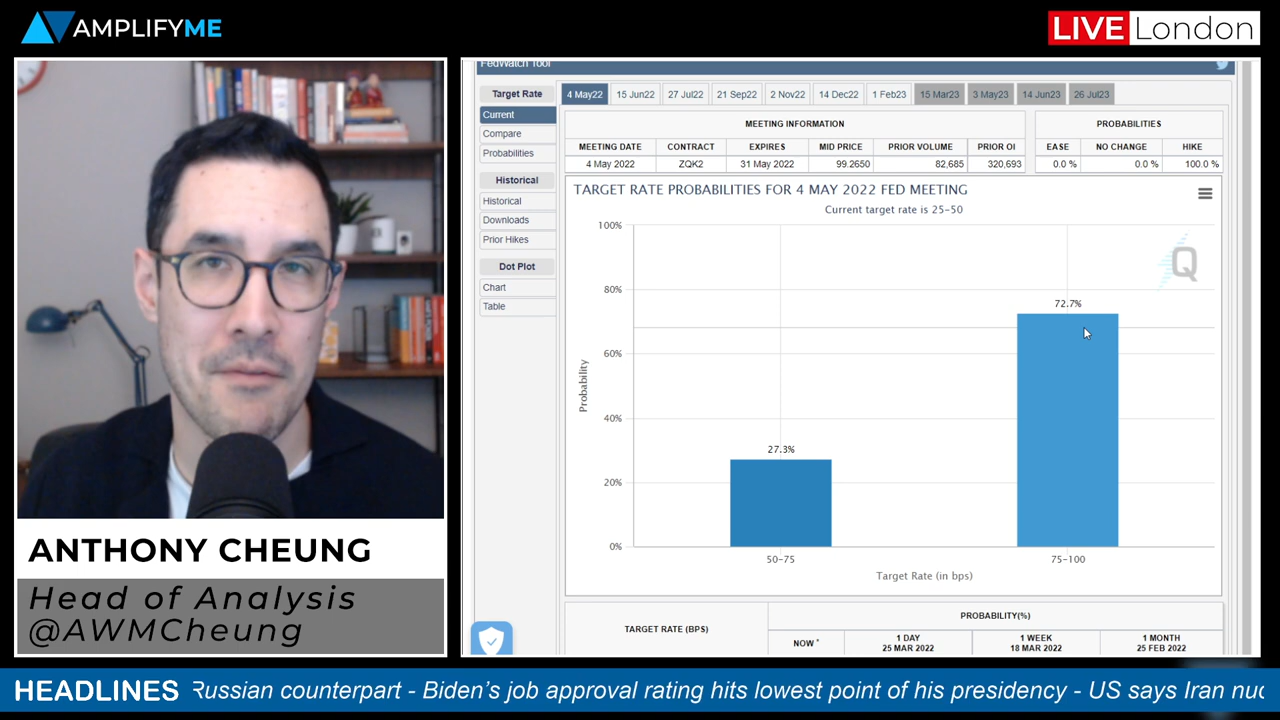 AMPLIFYME
LIVE London
FedWatch Tool
Target Rate
Current
Compare
Probabilities
Historical
Historical
Downloads
Prior Hikes
Dot Plot
Chart
Table
4 May22 15 Jun22 27 Jul22 21 Sep22 2 Nov22 14 Dec22 1 Feb23 15 Mar23 3 May23 14 Jun23 26 Jul23
MEETING INFORMATION
MEETING DATE CONTRACT EXPIRES MID PRICE PRIOR VOLUME PRIOR OI
4 May 2022 ZQK2 31 May 2022 99.2650 82,685 320,693
PROBABILITIES
EASE NO CHANGE HIKE
0.0 % 0.0 % 100.0 %
TARGET RATE PROBABILITIES FOR 4 MAY 2022 FED MEETING
Current target rate is 25-50
100%
80%
60%
40%
20%
0%
Probability
Q
72.7%
27.3%
50-75 75-100
Target Rate (in bps)
TARGET RATE (BPS)
PROBABILITY(%)
NOW *
1 DAY
25 MAR 2022
1 WEEK
18 MAR 2022
1 MONTH
25 FEB 2022
ANTHONY CHEUNG
Head of Analysis
@AWMCheung
HEADLINES Russian counterpart - Biden's job approval rating hits lowest point of his presidency - US says Iran nuc